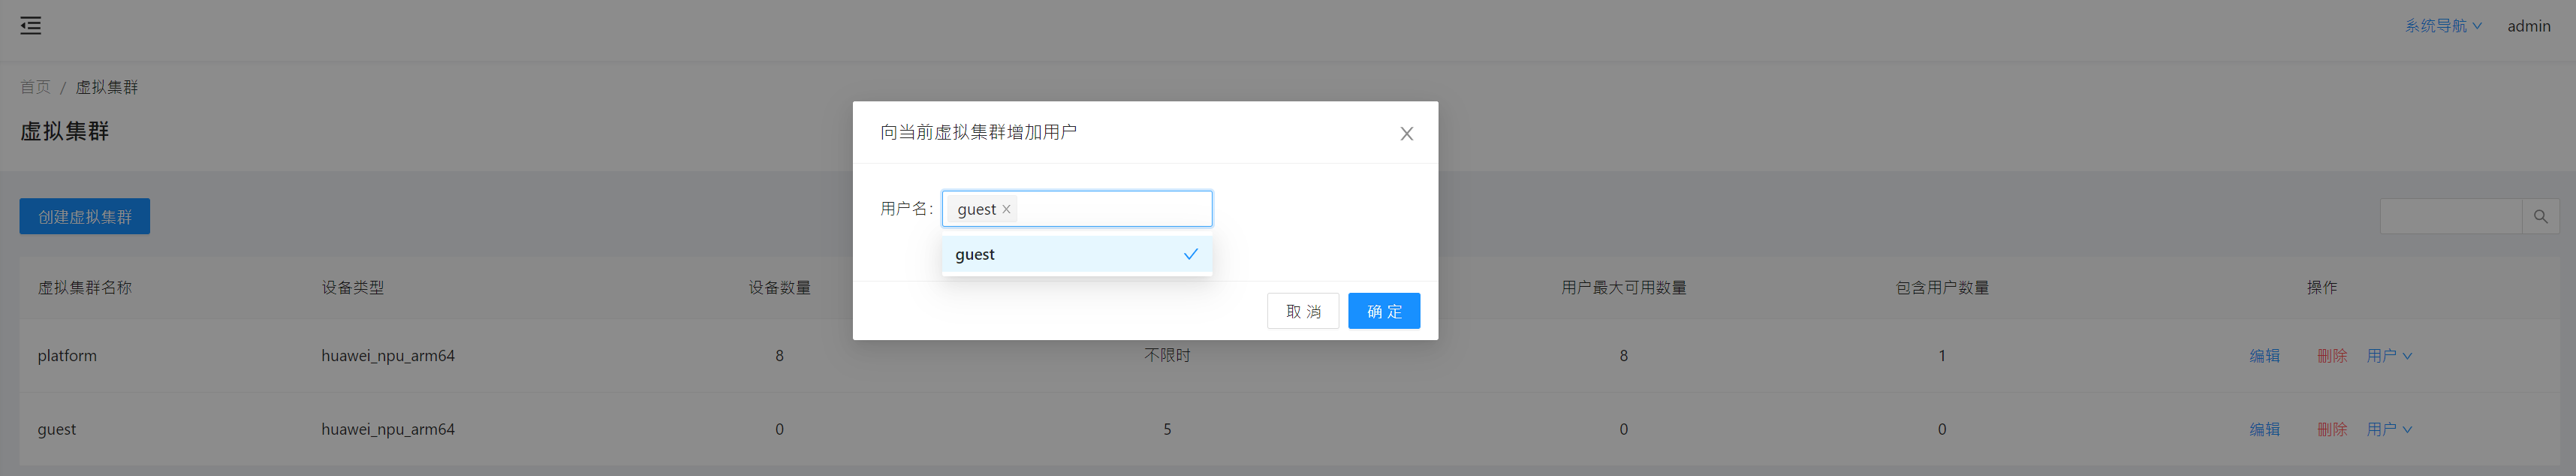 系统导航 admin
首页 / 虚拟集群
虚拟集群
向当前虚拟集群增加用户
用户名: guest
guest
取 消 确 定
创建虚拟集群
虚拟集群名称 设备类型 设备数量 用户最大可用数量 包含用户数量 操作
platform huawei_npu_arm64 8 不限时 8 1 编辑 删除 用户
guest huawei_npu_arm64 0 5 0 0 编辑 删除 用户